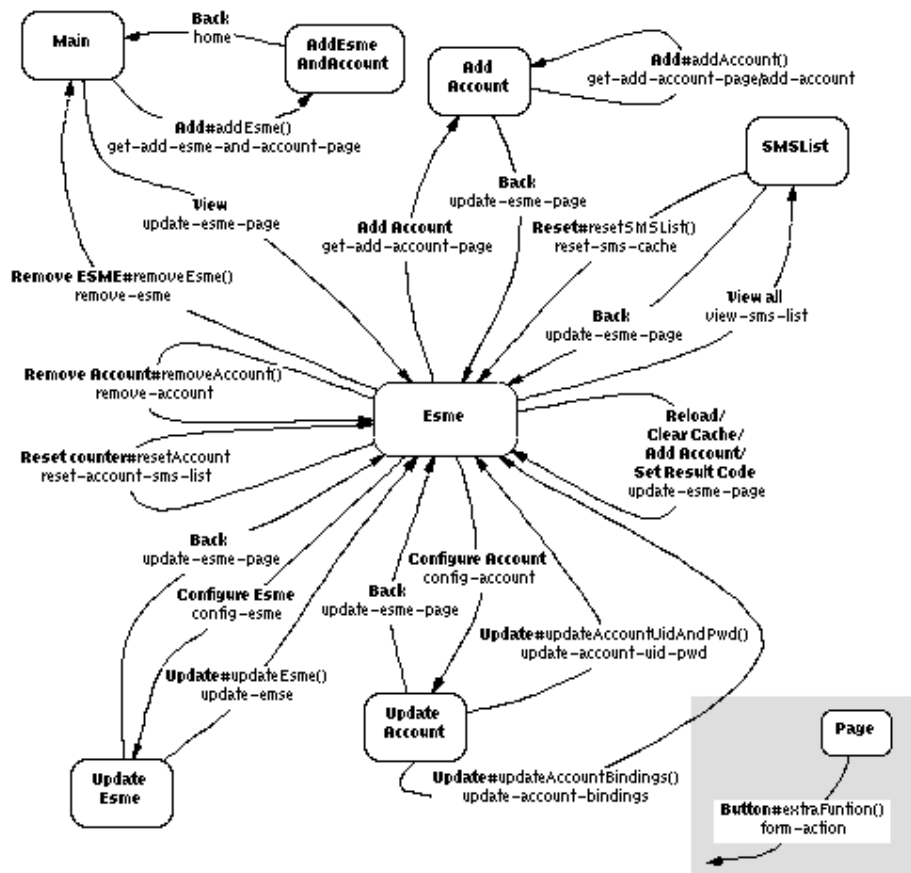 Back
home
Main
AddEsme
AndAccount
Add
Account
Add#addAccount()
get-add-account-page/add-account
Add#addEsme()
get-add-esme-and-account-page
SMSList
View
update-esme-page
Back
update-esme-page
Add Account
get-add-account-page
Reset#resetSMSList()
reset-sms-cache
Remove ESME#removeEsme()
remove-esme
View all
view-sms-list
Back
update-esme-page
Remove Account#removeAccount()
remove-account
Esme
Reload/
Clear Cache/
Add Account/
Set Result Code
update-esme-page
Reset counter#resetAccount
reset-account-sms-list
Back
update-esme-page
Configure Account
config-account
Configure Esme
config-esme
Back
update-esme-page
Update#updateAccountUidAndPwd()
update-account-uid-pwd
Update#updateEsme()
update-emse
Update
Account
Page
Update
Esme
Update#updateAccountBindings()
update-account-bindings
Button#extraFuntion()
form-action